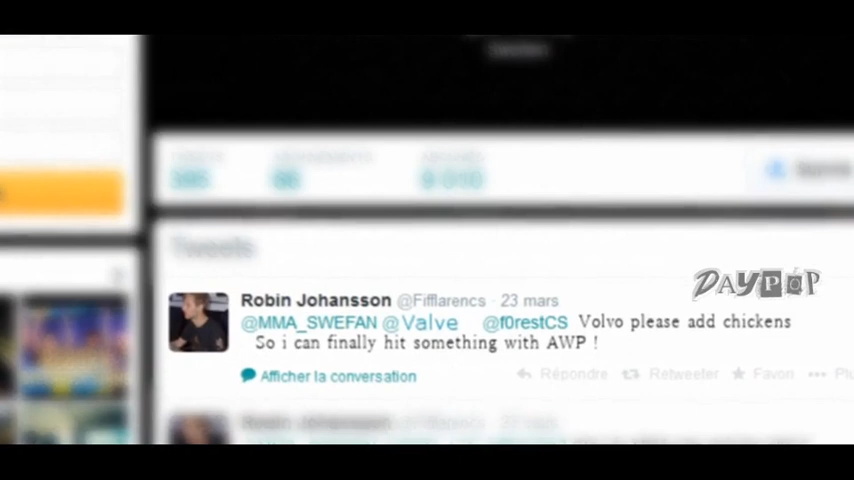 Tweets
DAYPOP
Robin Johansson @Fifflarencs · 23 mars
@MMA_SWEFAN @Valve @f0restCS Volvo please add chickens
So i can finally hit something with AWP !
Afficher la conversation Répondre Retweeter Favori Plu